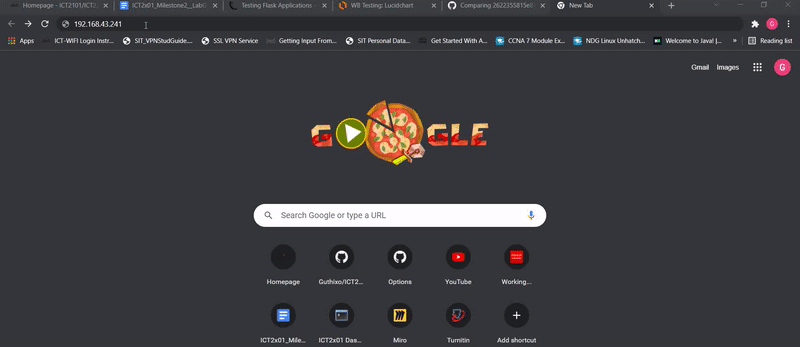 Homepage - ICT2101/ICT2
ICT2x01_Milestone2_LabG
Testing Flask Applications —
WB Testing: Lucidchart
Comparing 2622355815e8
New Tab
192.168.43.241
G
Apps
ICT-WIFI Login Instr...
SIT_VPNStudGuide....
SSL VPN Service
Getting Input From...
SIT Personal Data...
Get Started With A...
CCNA 7 Module Ex...
NDG Linux Unhatch...
Welcome to Java! |...
»
Reading list
Gmail
Images
G
GOOGLE
Search Google or type a URL
Homepage
Guthixo/ICT2...
Options
YouTube
Working...
ICT2x01_Mile...
ICT2x01 Das...
Miro
Turnitin
Add shortcut